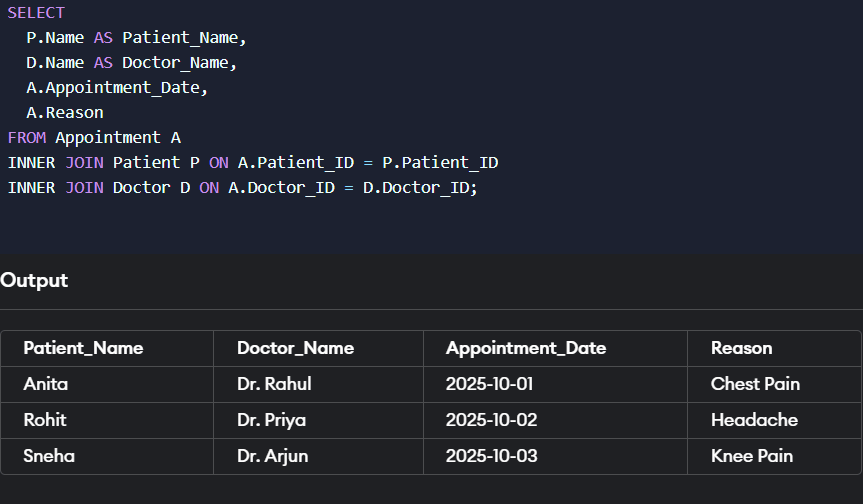 SELECT
  P.Name AS Patient_Name,
  D.Name AS Doctor_Name,
  A.Appointment_Date,
  A.Reason
FROM Appointment A
INNER JOIN Patient P ON A.Patient_ID = P.Patient_ID
INNER JOIN Doctor D ON A.Doctor_ID = D.Doctor_ID;
Output
Patient_Name Doctor_Name Appointment_Date Reason
Anita Dr. Rahul 2025-10-01 Chest Pain
Rohit Dr. Priya 2025-10-02 Headache
Sneha Dr. Arjun 2025-10-03 Knee Pain